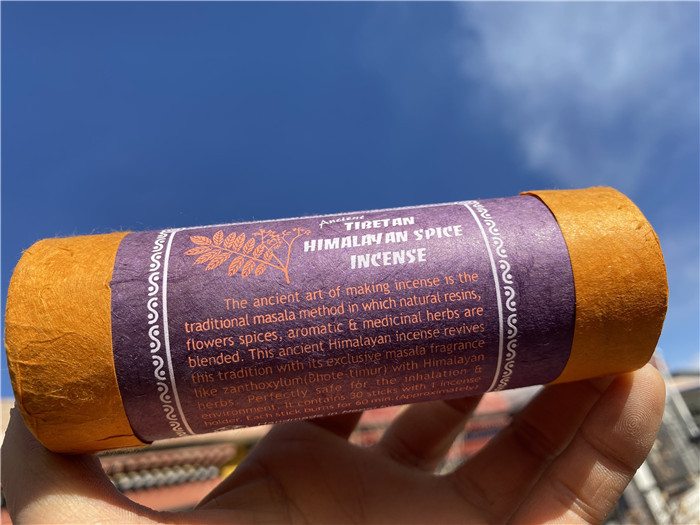 Ancient
TIBETAN
HIMALAYAN SPICE
INCENSE
The ancient art of making incense is the
traditional masala method in which natural resins,
flowers spices, aromatic & medicinal herbs are
blended. This ancient Himalayan incense revives
this tradition with its exclusive masala fragrance
like zanthoxylum(Bhote timur) with Himalayan
herbs. Perfectly safe for the inhalation &
environment. It contains 30 sticks with 1 incense
holder. Each stick burns for 60 min.